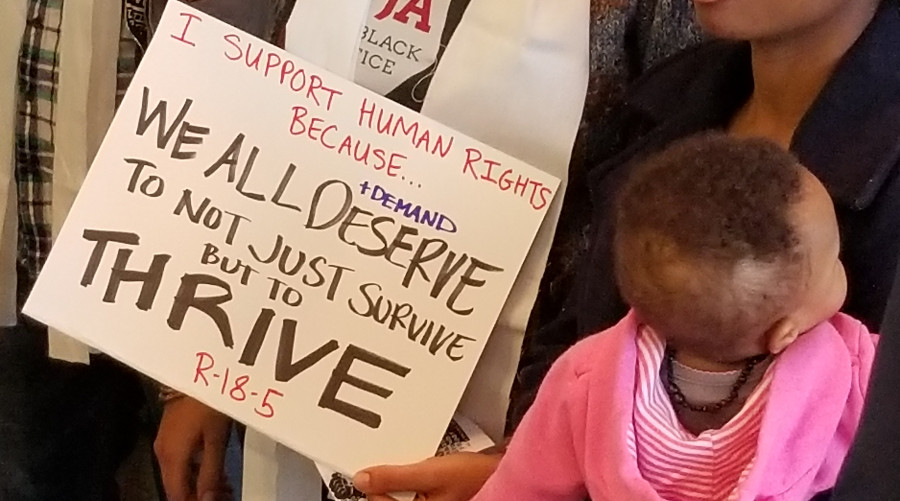 JA
BLACK
I SUPPORT HUMAN RIGHTS
BECAUSE...
WE ALL DESERVE
+DEMAND
TO NOT JUST SURVIVE
BUT TO
THRIVE
R-18-5